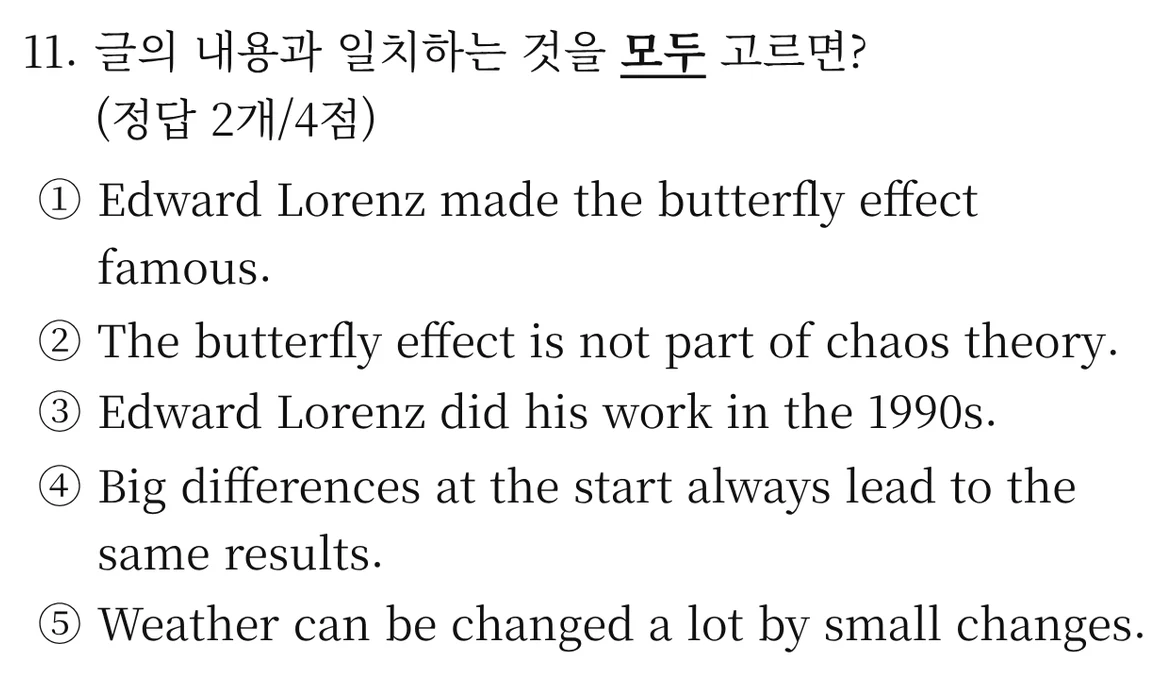 11. 글의 내용과 일치하는 것을 모두 고르면?
(정답 2개/4점)
① Edward Lorenz made the butterfly effect
famous.
② The butterfly effect is not part of chaos theory.
③ Edward Lorenz did his work in the 1990s.
④ Big differences at the start always lead to the
same results.
⑤ Weather can be changed a lot by small changes.